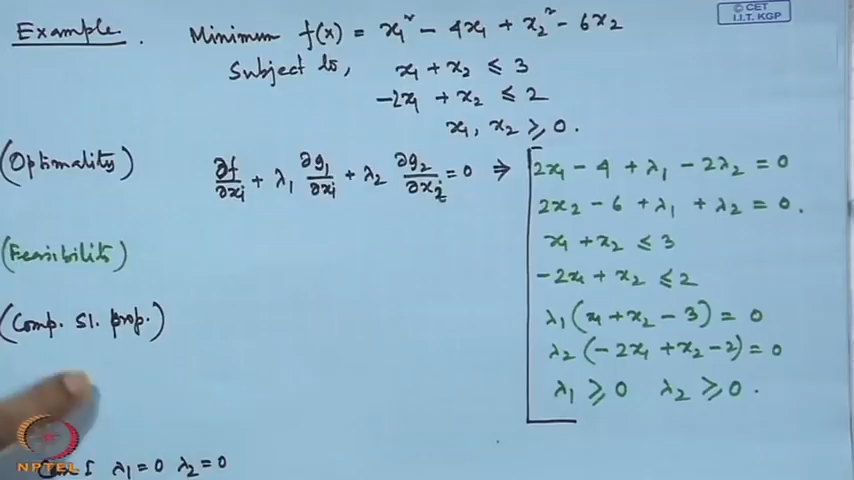 © CET
I.I.T. KGP
Example. Minimum f(x) = x₁² - 4x₁ + x₂² - 6x₂
Subject to, x₁ + x₂ ≤ 3
-2x₁ + x₂ ≤ 2
x₁, x₂ ≥ 0.
(Optimality) ∂f/∂xᵢ + λ₁ ∂g₁/∂xᵢ + λ₂ ∂g₂/∂xᵢ = 0 ⇒ 2x₁ - 4 + λ₁ - 2λ₂ = 0
2x₂ - 6 + λ₁ + λ₂ = 0.
(Feasibility) x₁ + x₂ ≤ 3
-2x₁ + x₂ ≤ 2
(Comp. Sl. prop.) λ₁(x₁ + x₂ - 3) = 0
λ₂(-2x₁ + x₂ - 2) = 0
λ₁ ≥ 0 λ₂ ≥ 0.
NPTEL
I λ₁ = 0 λ₂ = 0